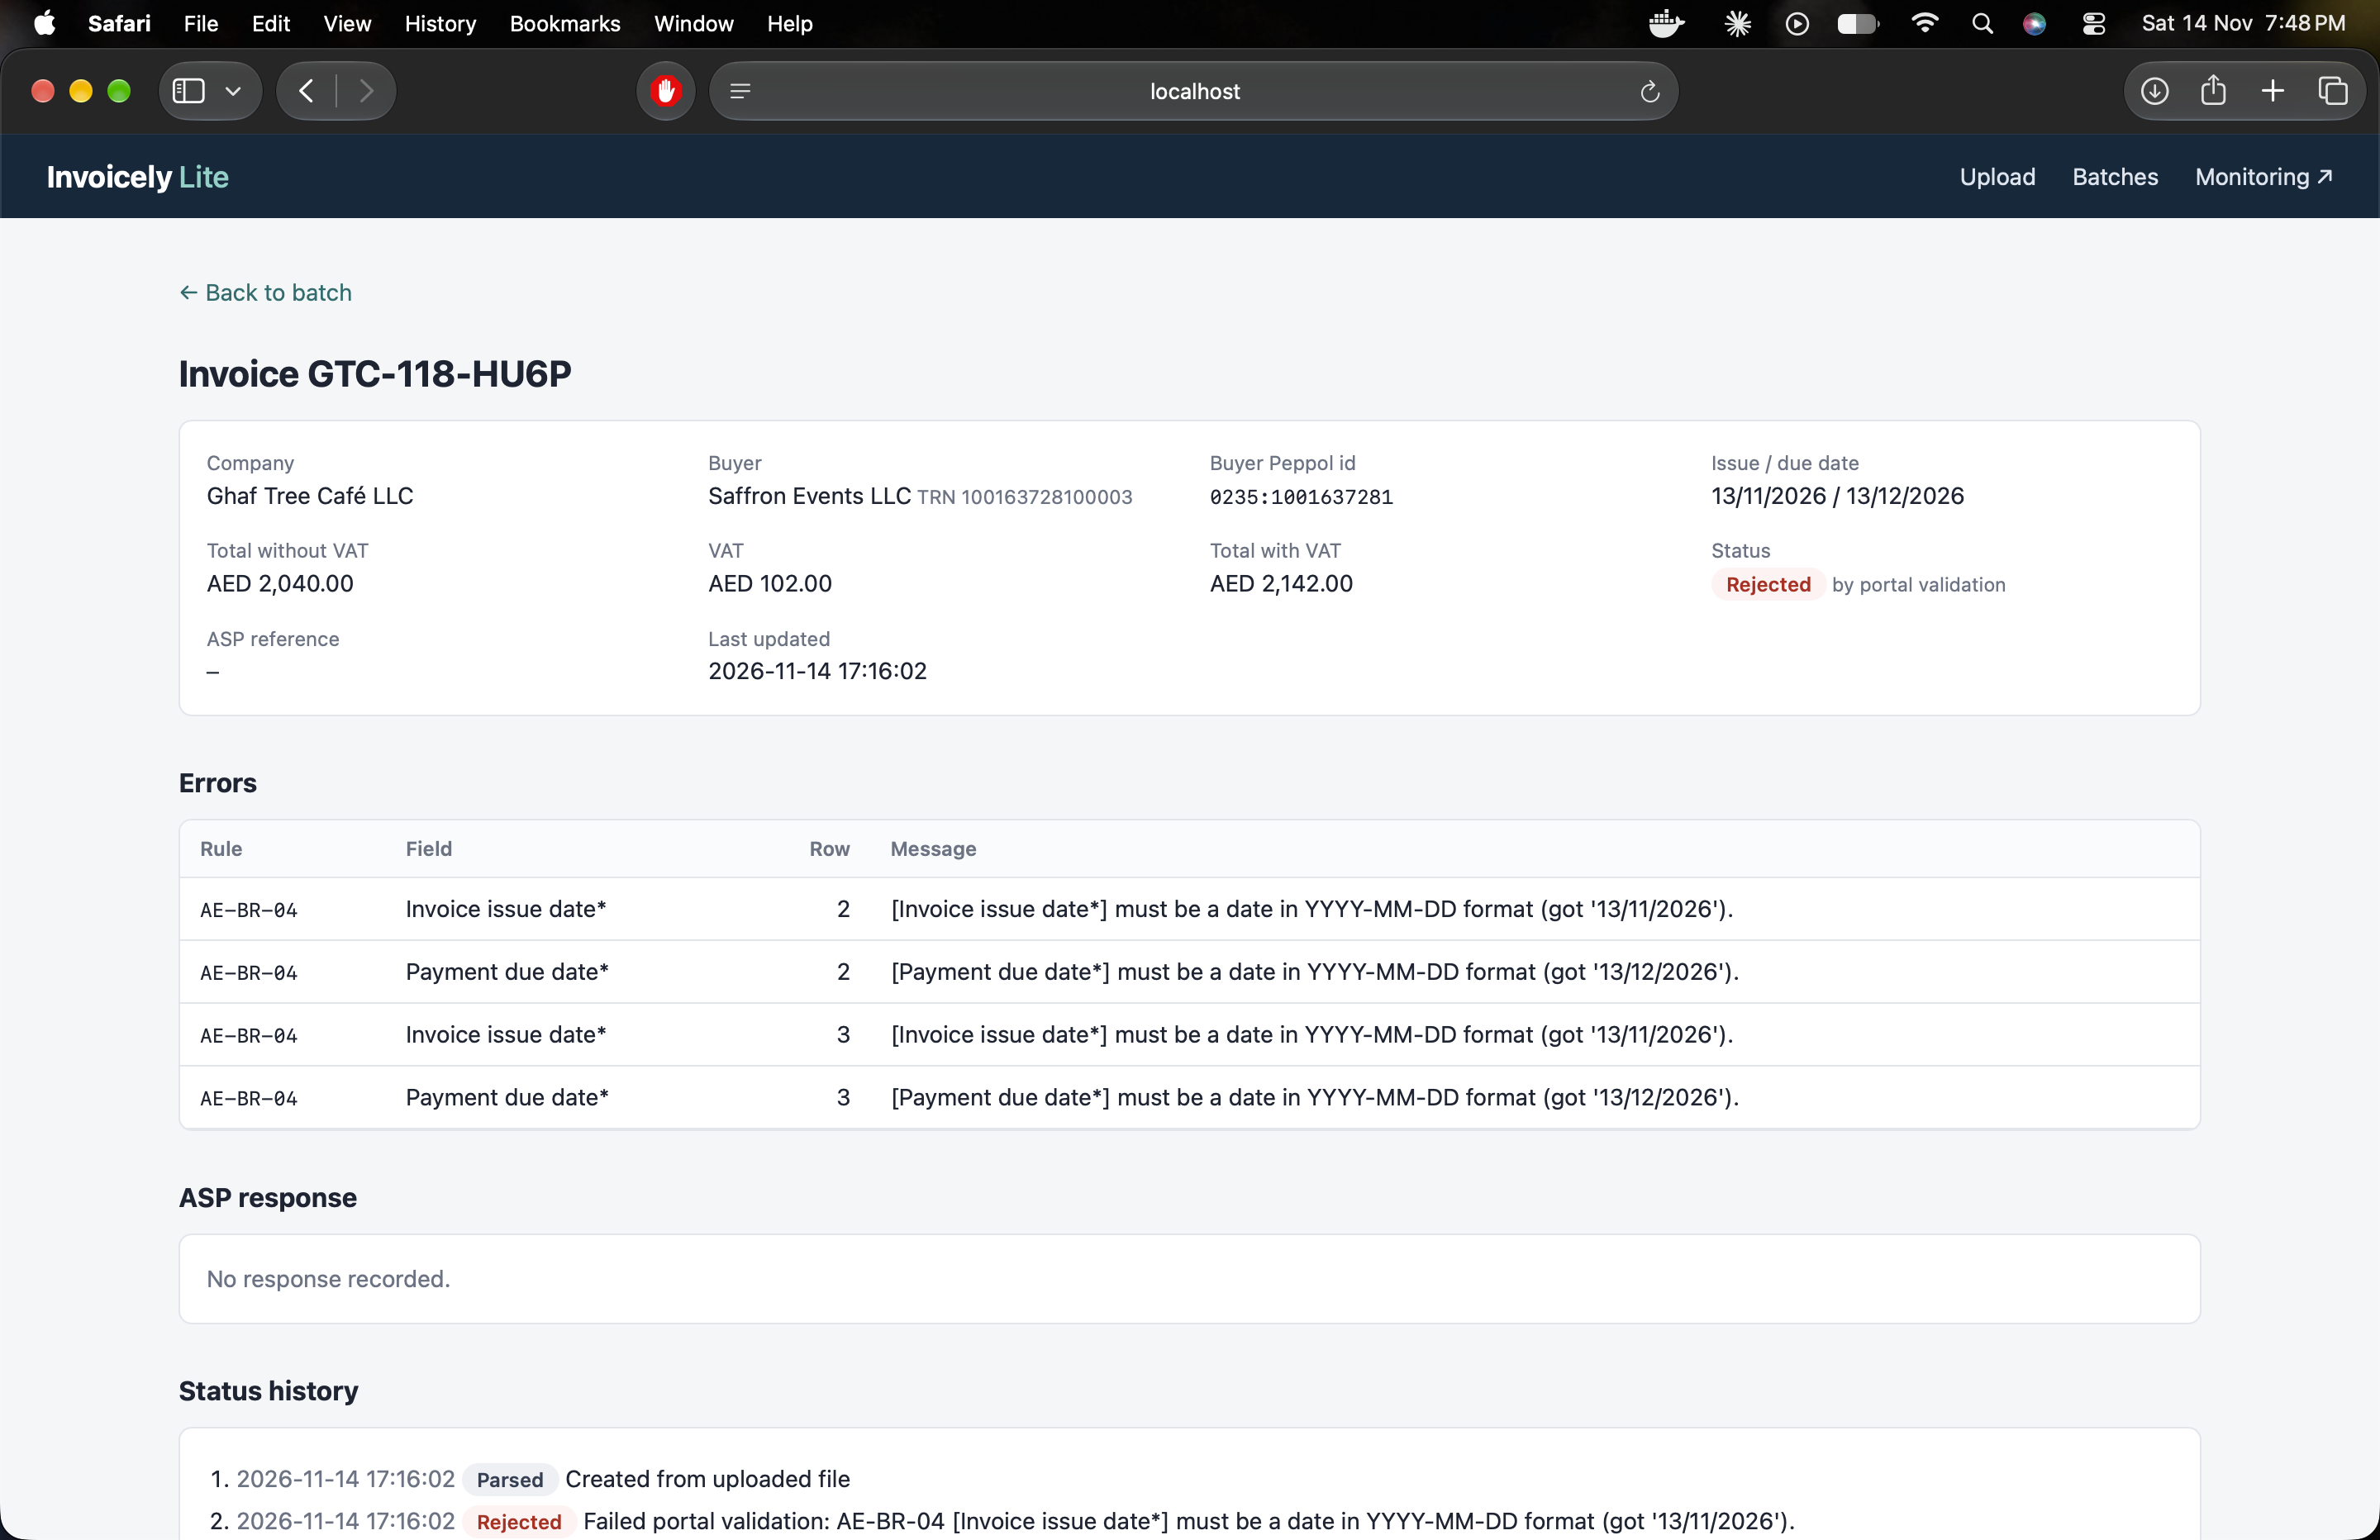 Safari File Edit View History Bookmarks Window Help Sat 14 Nov 7:48 PM
localhost
Invoicely Lite Upload Batches Monitoring ↗
← Back to batch
Invoice GTC-118-HU6P
Company Buyer Buyer Peppol id Issue / due date
Ghaf Tree Café LLC Saffron Events LLC TRN 100163728100003 0235:1001637281 13/11/2026 / 13/12/2026
Total without VAT VAT Total with VAT Status
AED 2,040.00 AED 102.00 AED 2,142.00 Rejected by portal validation
ASP reference Last updated
– 2026-11-14 17:16:02
Errors
Rule Field Row Message
AE-BR-04 Invoice issue date* 2 [Invoice issue date*] must be a date in YYYY-MM-DD format (got '13/11/2026').
AE-BR-04 Payment due date* 2 [Payment due date*] must be a date in YYYY-MM-DD format (got '13/12/2026').
AE-BR-04 Invoice issue date* 3 [Invoice issue date*] must be a date in YYYY-MM-DD format (got '13/11/2026').
AE-BR-04 Payment due date* 3 [Payment due date*] must be a date in YYYY-MM-DD format (got '13/12/2026').
ASP response
No response recorded.
Status history
1. 2026-11-14 17:16:02 Parsed Created from uploaded file
2. 2026-11-14 17:16:02 Rejected Failed portal validation: AE-BR-04 [Invoice issue date*] must be a date in YYYY-MM-DD format (got '13/11/2026').